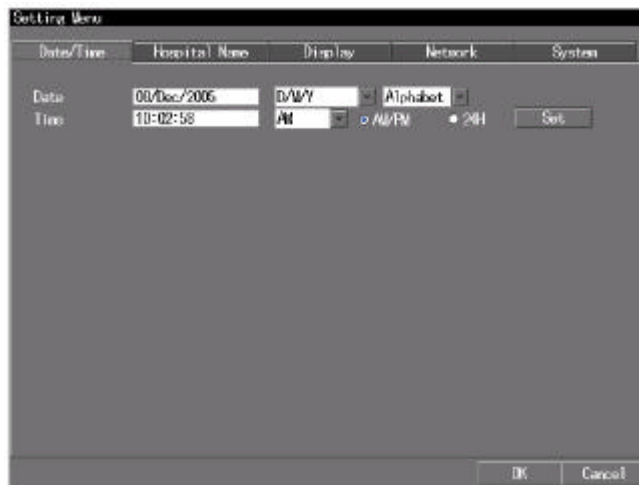 Setting Menu
Date/Time Hospital Name Display Network System
Date 08/Dec/2005 D/M/Y Alphabet
Time 10:02:58 AM AM/PM 24H Set
OK Cancel